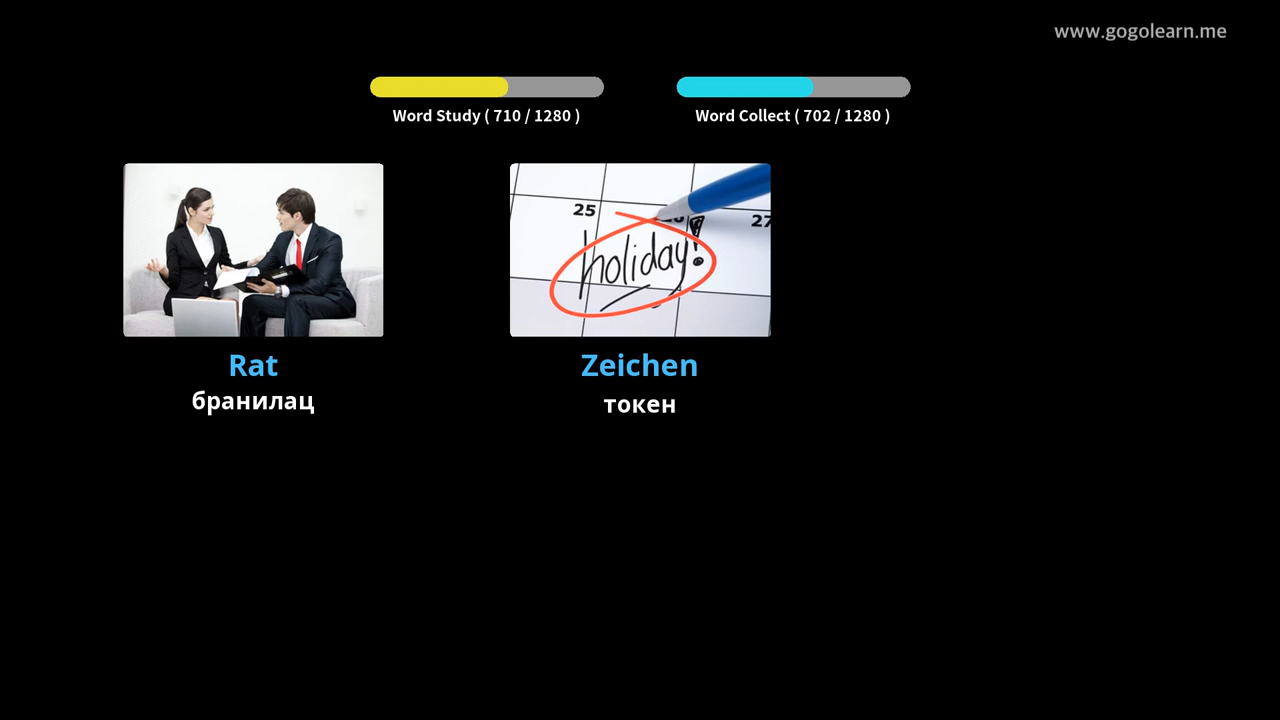 www.gogolearn.me
Word Study ( 710 / 1280 )
Word Collect ( 702 / 1280 )
25
27
holiday!
Rat
бранилац
Zeichen
токен